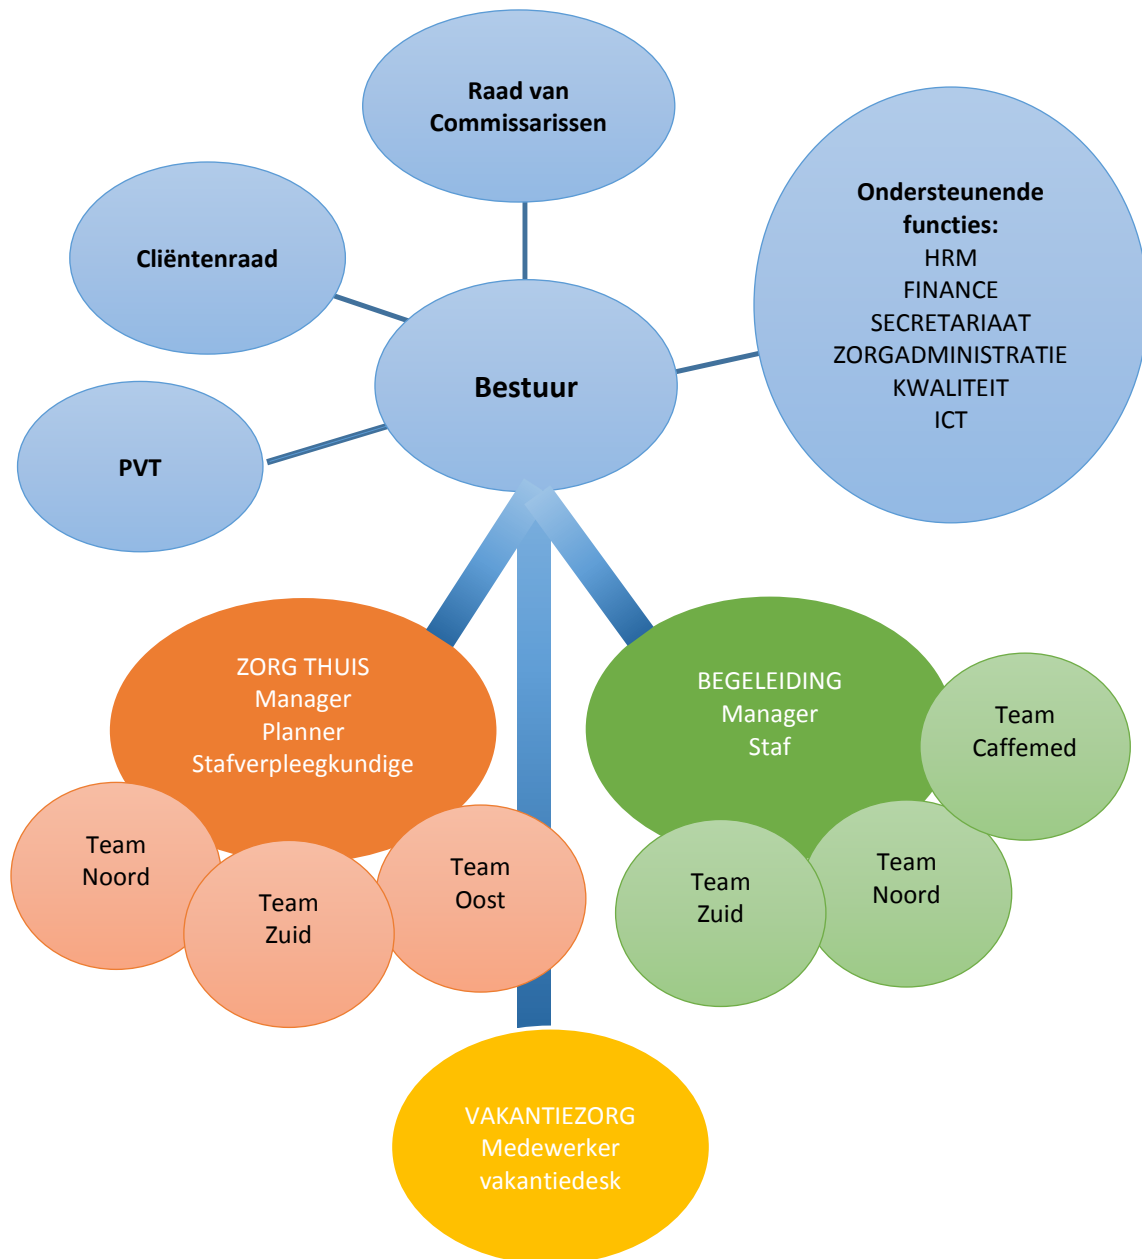 Raad van
Commissarissen
Cliëntenraad
Ondersteunende
functies:
HRM
FINANCE
SECRETARIAAT
ZORGADMINISTRATIE
KWALITEIT
ICT
Bestuur
PVT
ZORG THUIS
Manager
Planner
Stafverpleegkundige
BEGELEIDING
Manager
Staf
Team
Caffemed
Team
Noord
Team
Zuid
Team
Oost
Team
Zuid
Team
Noord
VAKANTIEZORG
Medewerker
vakantiedesk